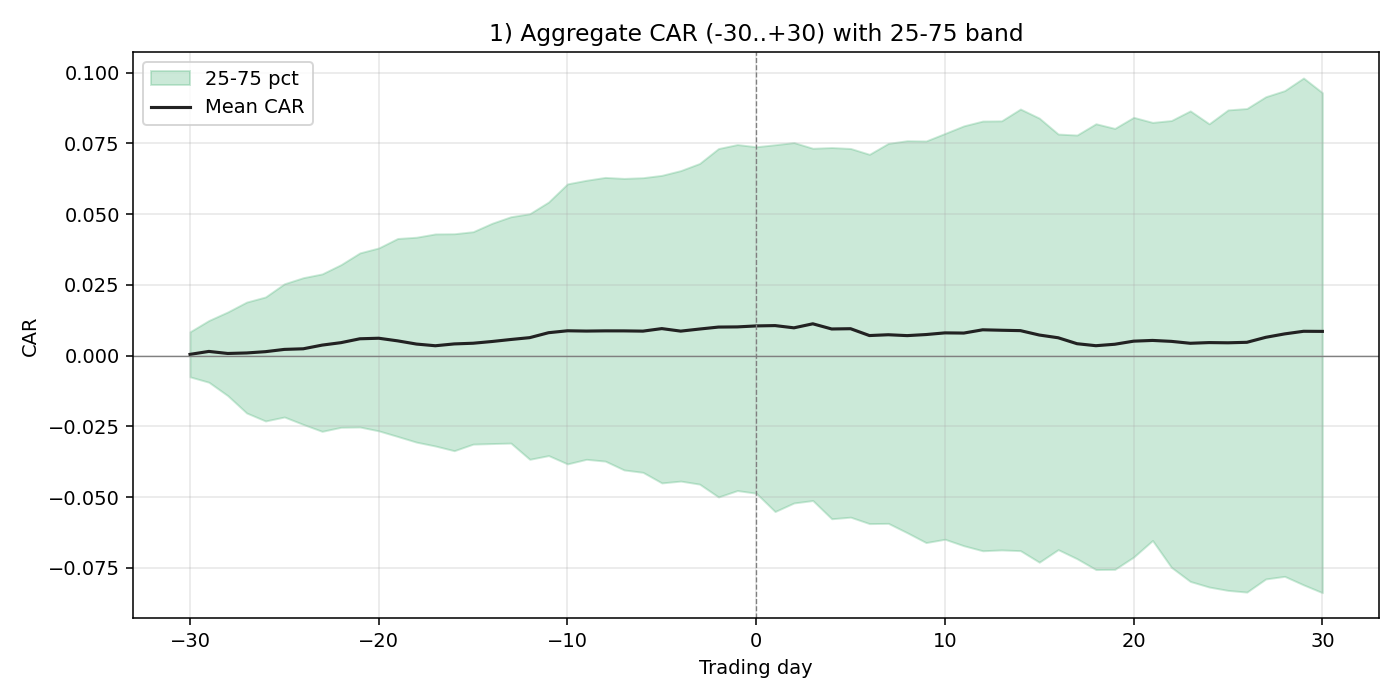 1) Aggregate CAR (-30..+30) with 25-75 band
25-75 pct
Mean CAR
CAR
0.100
0.075
0.050
0.025
0.000
−0.025
−0.050
−0.075
−30 −20 −10 0 10 20 30
Trading day